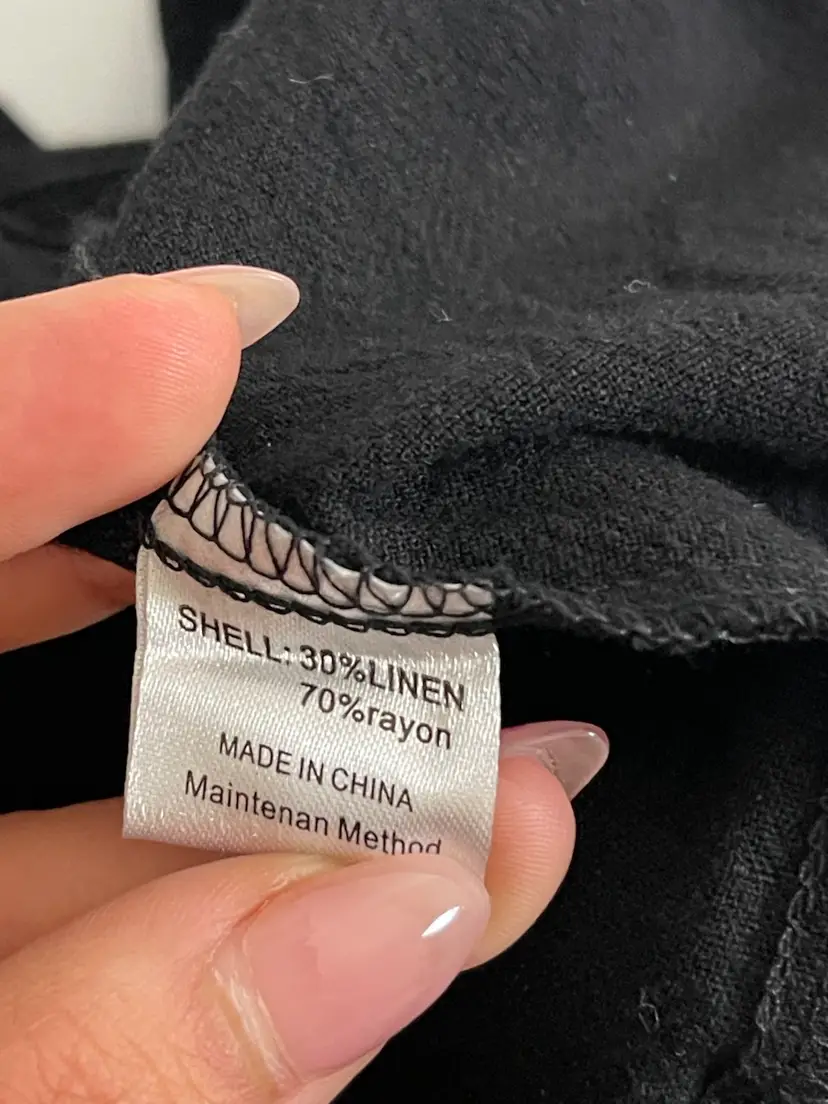 SHELL: 30%LINEN
70%rayon
MADE IN CHINA
Maintenan Method